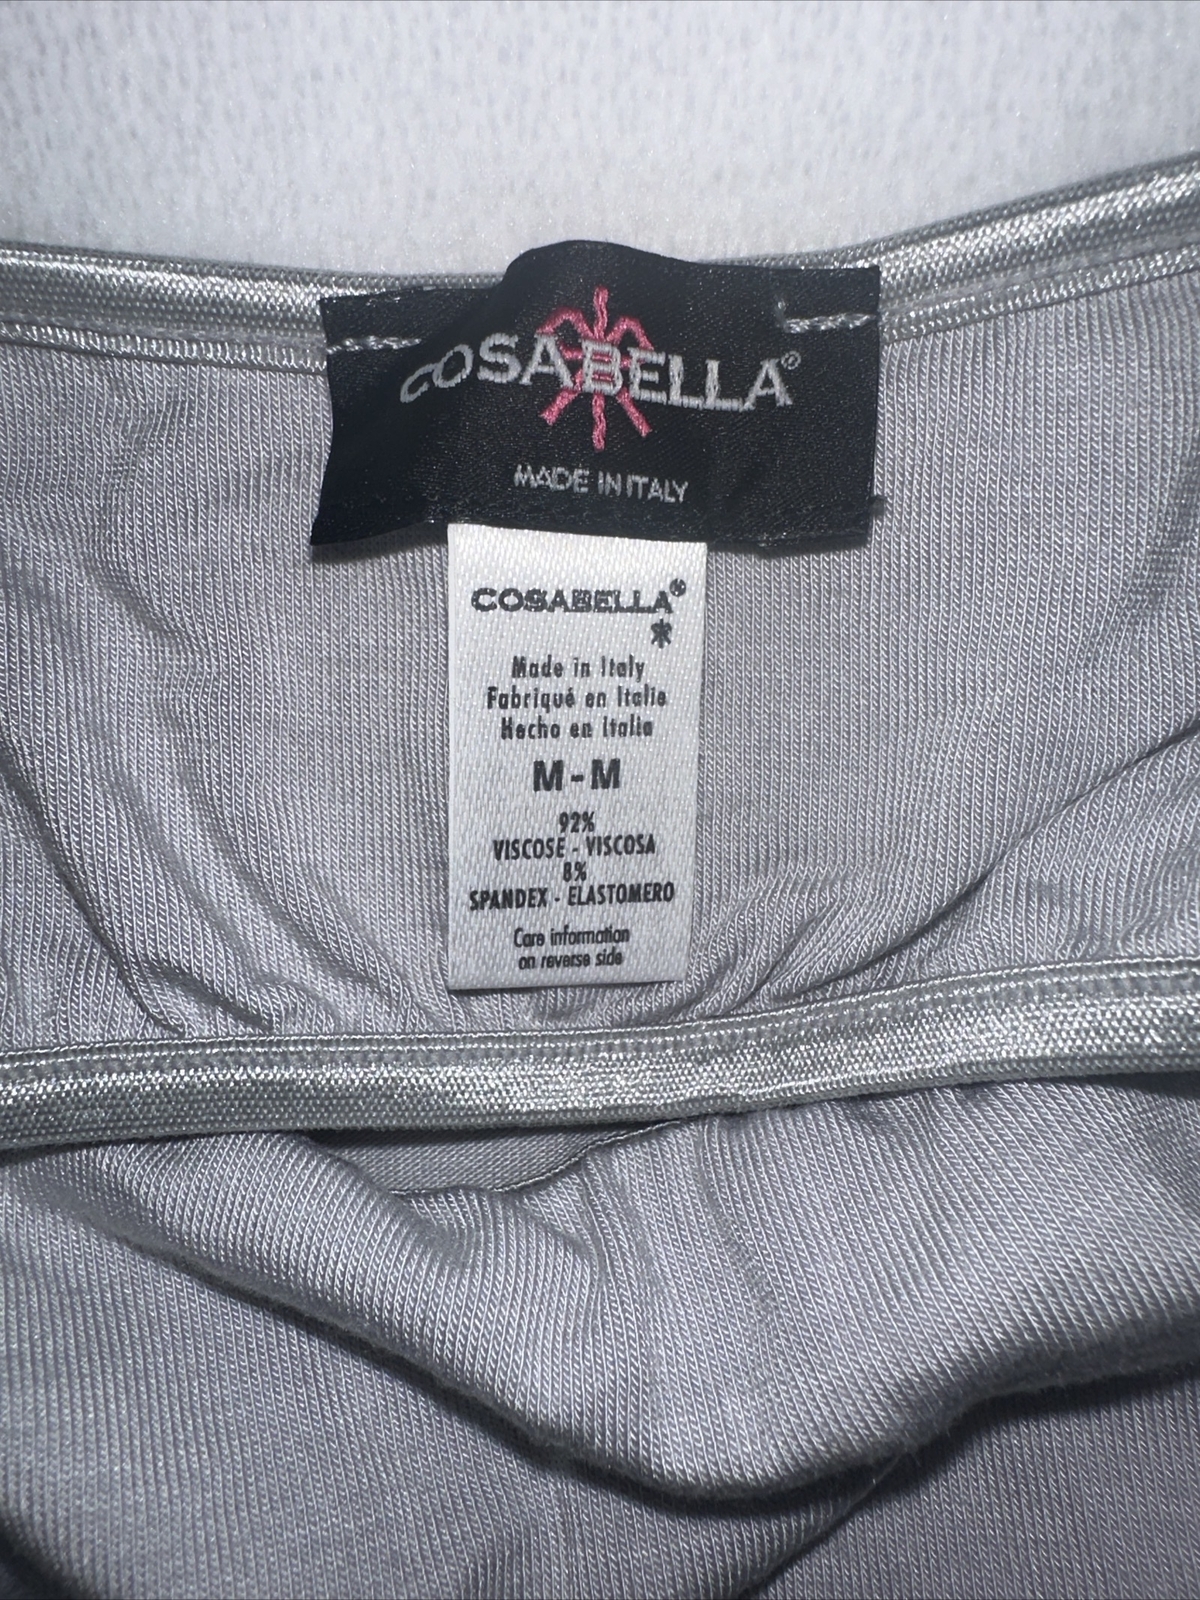 COSABELLA®
MADE IN ITALY
COSABELLA®
Made in Italy
Fabriqué en Italie
Hecho en Italia
M - M
92%
VISCOSE - VISCOSA
8%
SPANDEX - ELASTOMERO
Care information
on reverse side